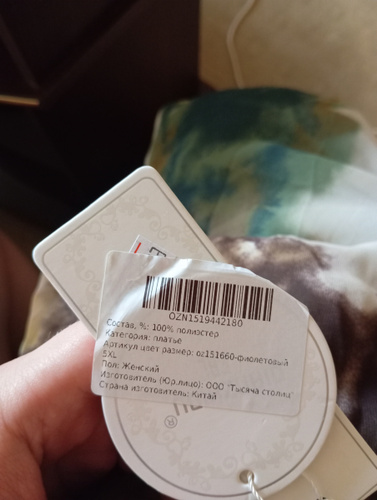 OZN1519442180
Состав, %: 100% полиэстер
Категория: платье
Артикул цвет размер: oz151660-фиолетовый
5XL
Пол: Женский
Изготовитель (Юр.лицо): ООО "Тысяча столиц"
Страна изготовитель: Китай
®